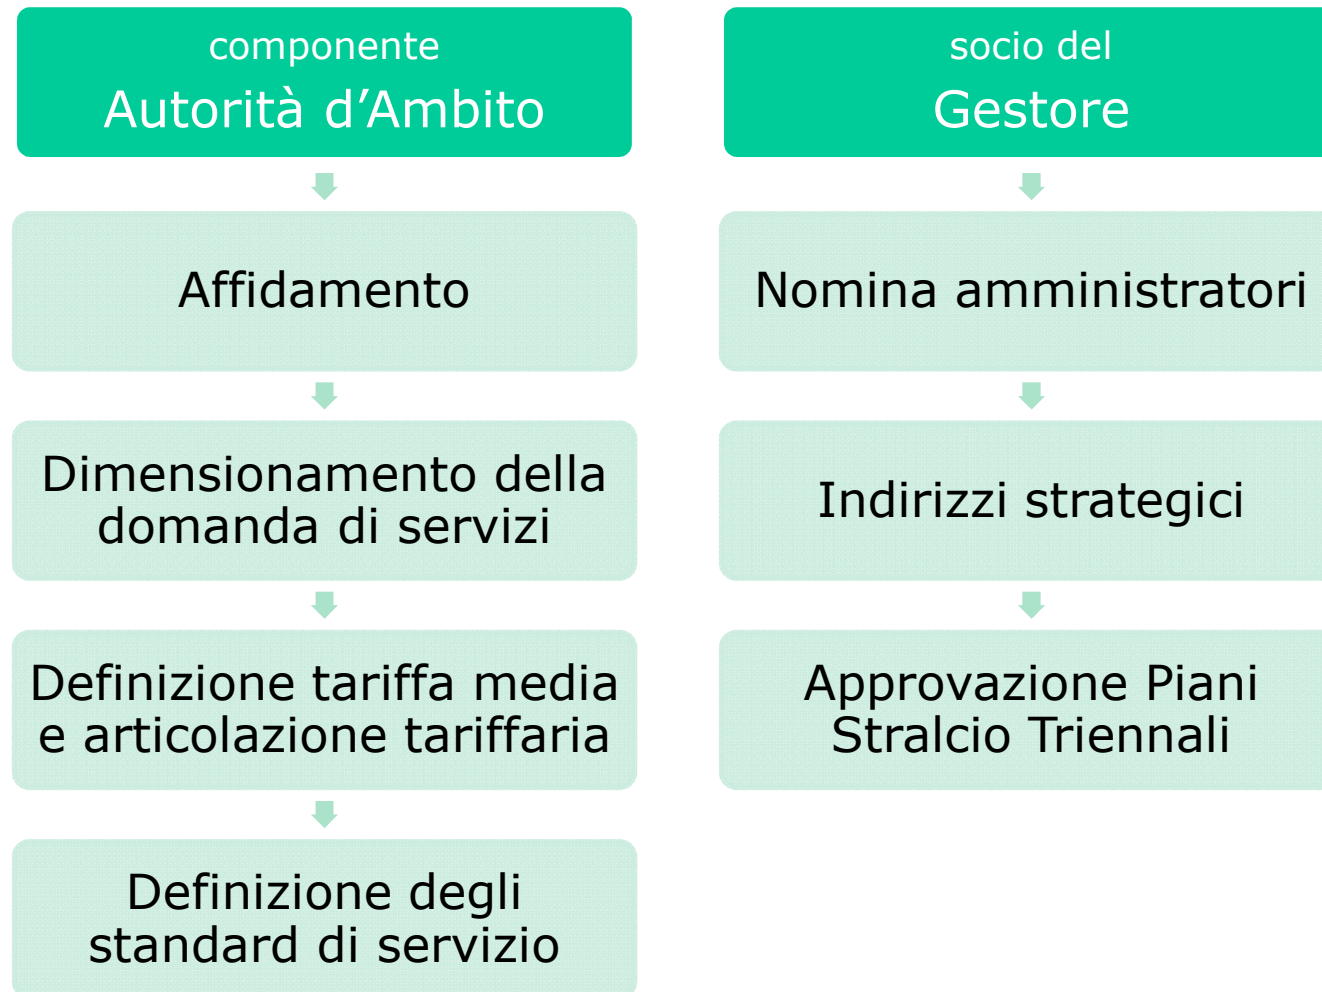 componente
Autorità d’Ambito
Affidamento
Dimensionamento della
domanda di servizi
Definizione tariffa media
e articolazione tariffaria
Definizione degli
standard di servizio
socio del
Gestore
Nomina amministratori
Indirizzi strategici
Approvazione Piani
Stralcio Triennali